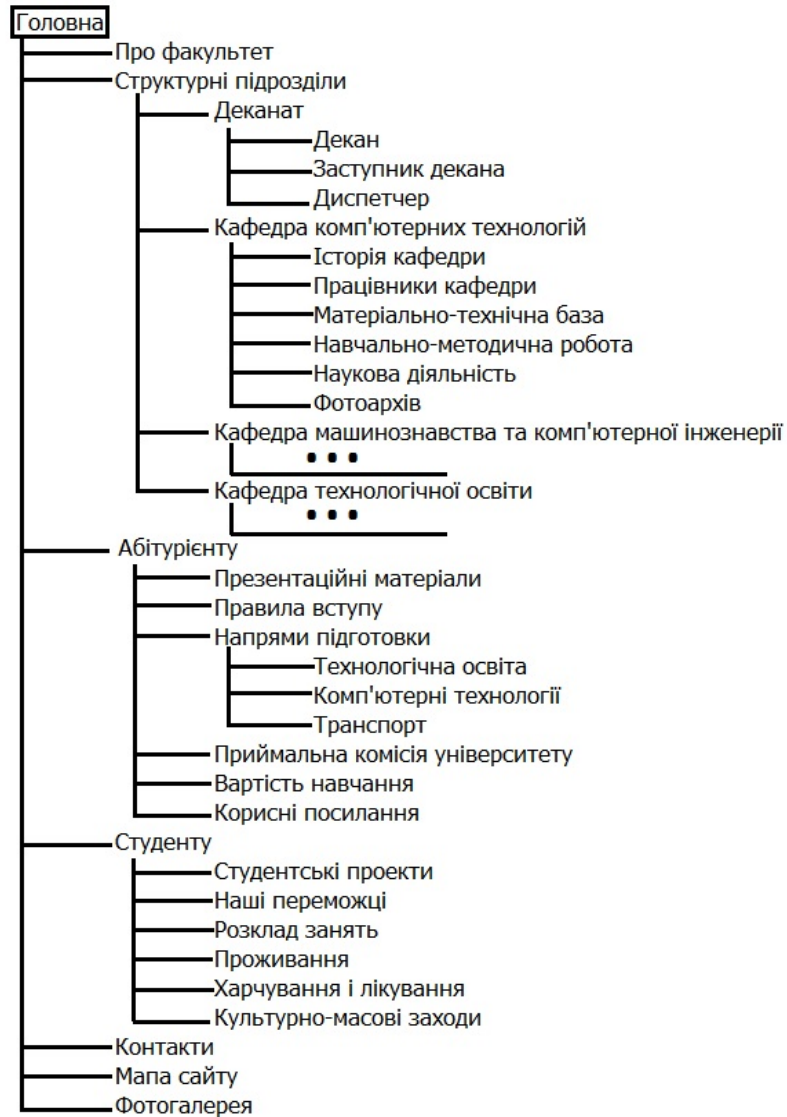 Головна
Про факультет
Структурні підрозділи
Деканат
Декан
Заступник декана
Диспетчер
Кафедра комп'ютерних технологій
Історія кафедри
Працівники кафедри
Матеріально-технічна база
Навчально-методична робота
Наукова діяльність
Фотоархів
Кафедра машинознавства та комп'ютерної інженерії
• • •
Кафедра технологічної освіти
• • •
Абітурієнту
Презентаційні матеріали
Правила вступу
Напрями підготовки
Технологічна освіта
Комп'ютерні технології
Транспорт
Приймальна комісія університету
Вартість навчання
Корисні посилання
Студенту
Студентські проекти
Наші переможці
Розклад занять
Проживання
Харчування і лікування
Культурно-масові заходи
Контакти
Мапа сайту
Фотогалерея